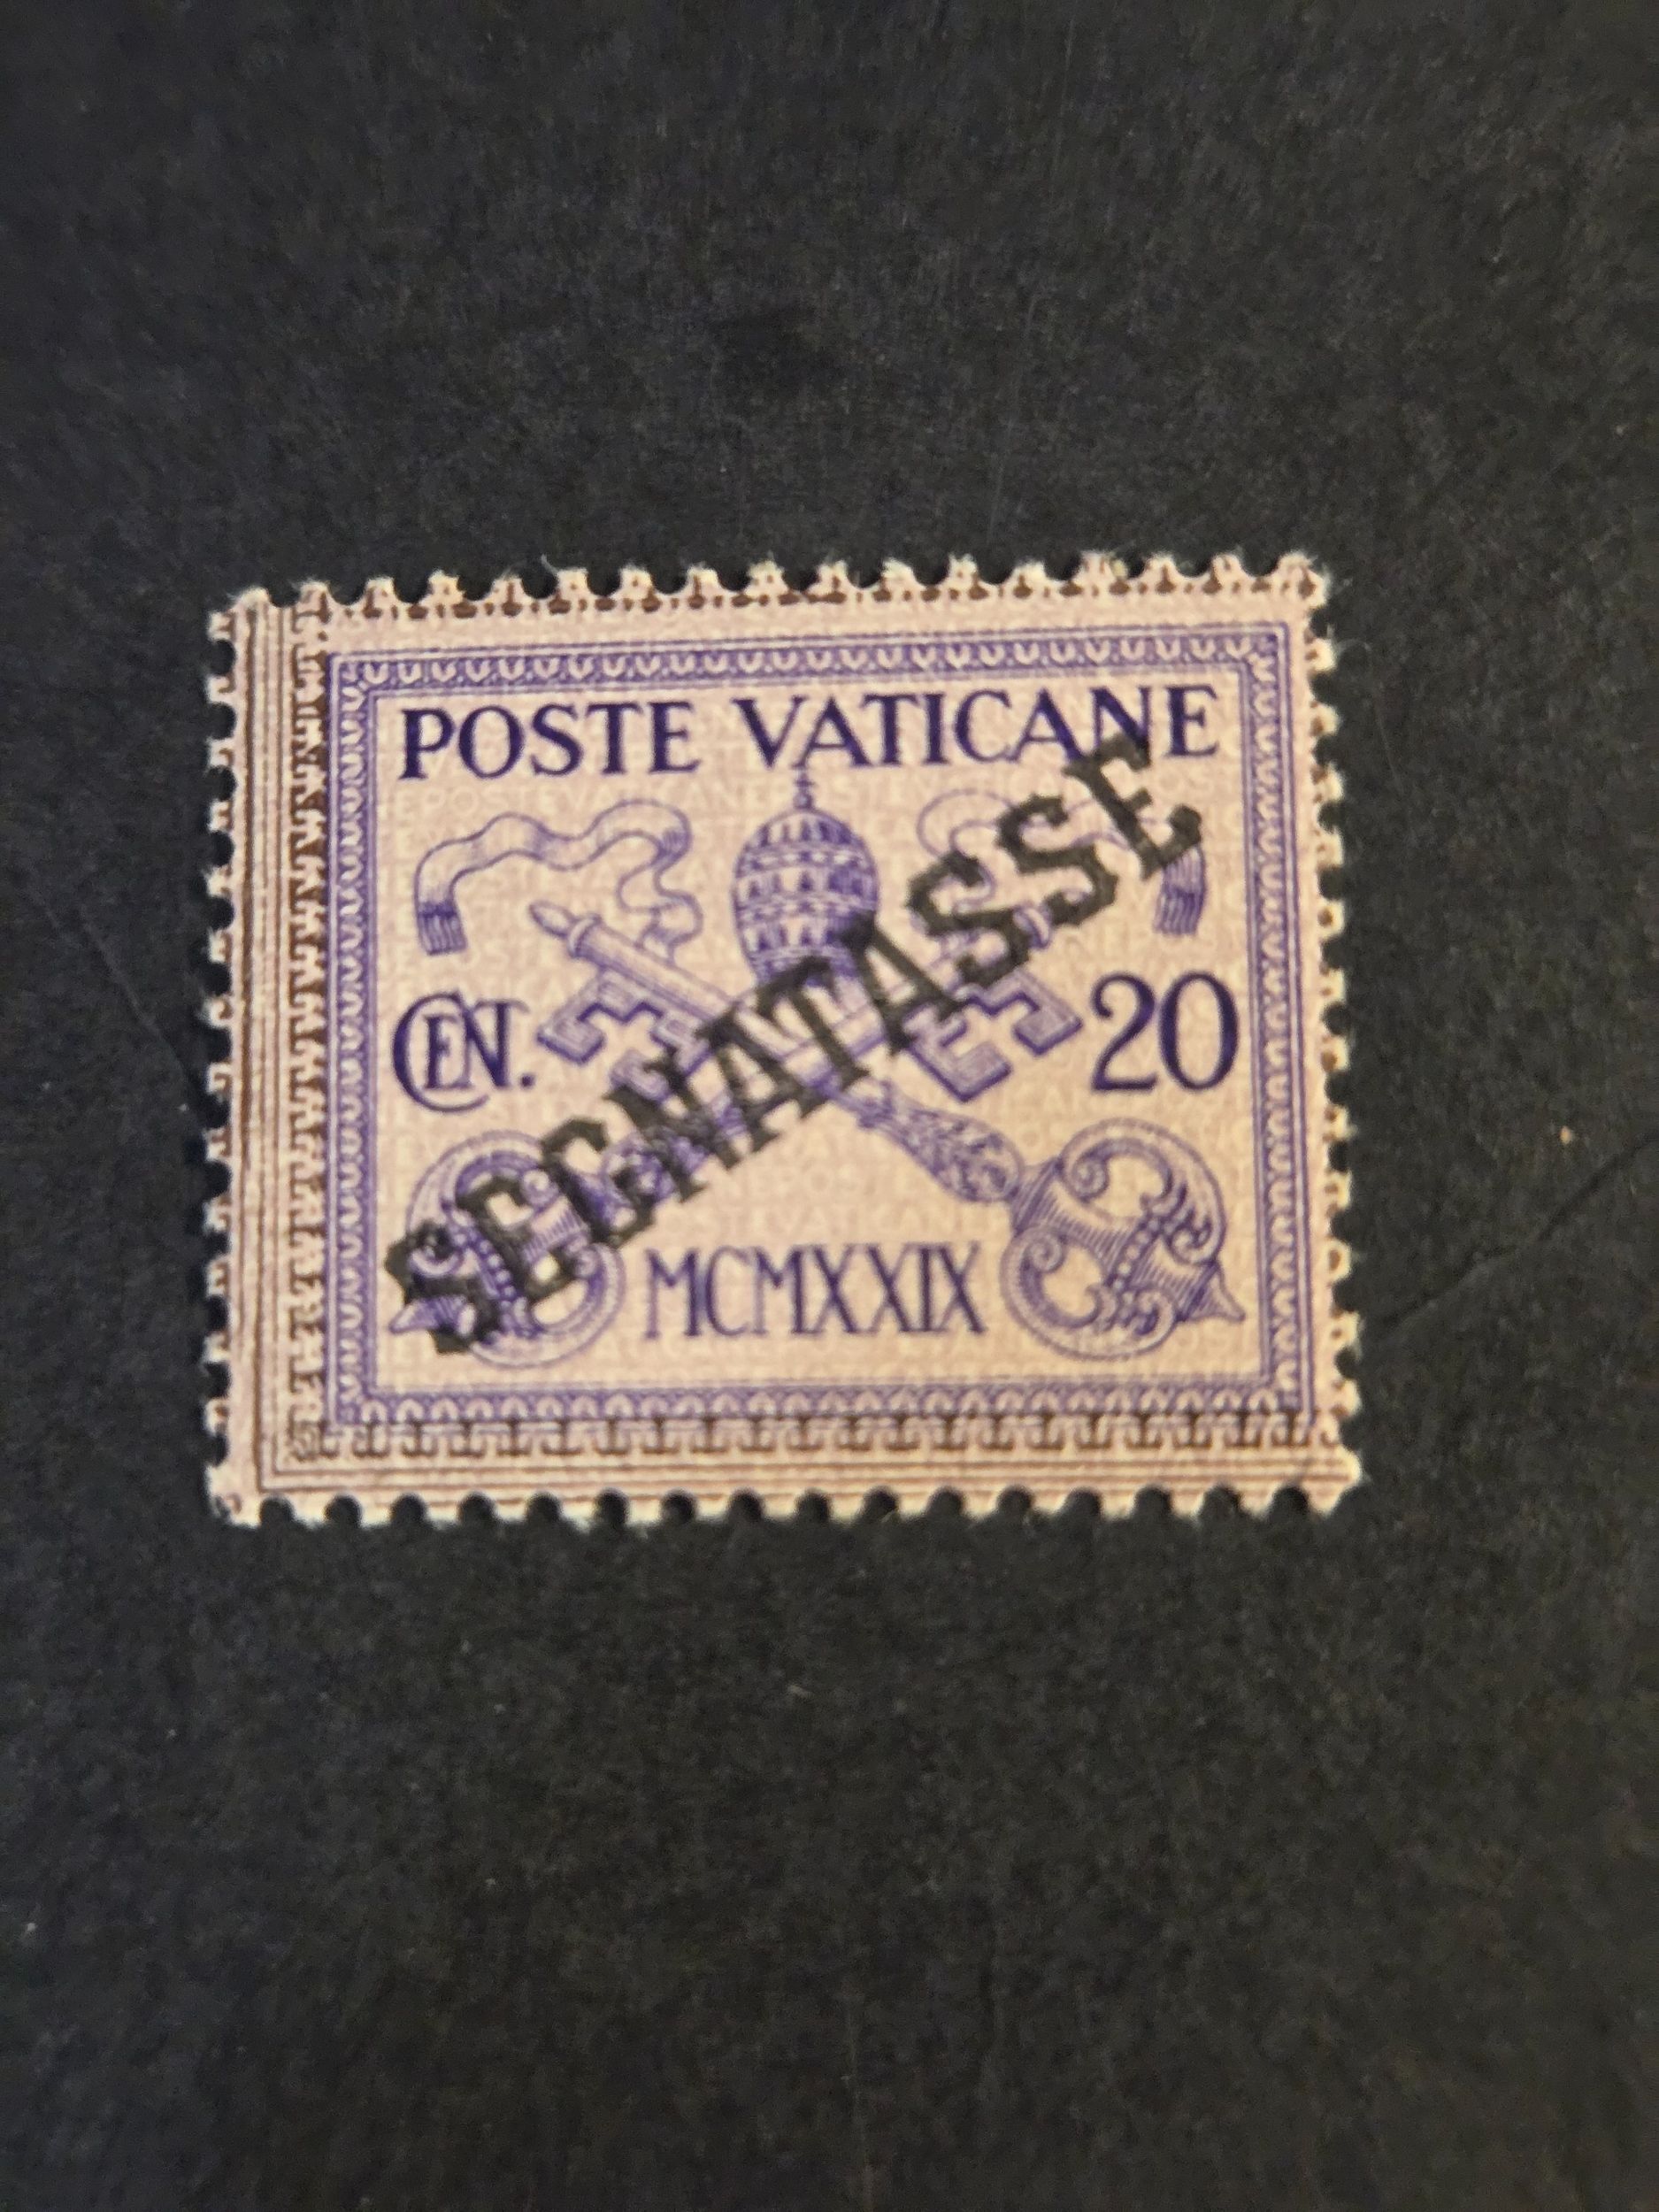 POSTE VATICANE
SEGNATASSE
CEN. 20
MCMXXIX